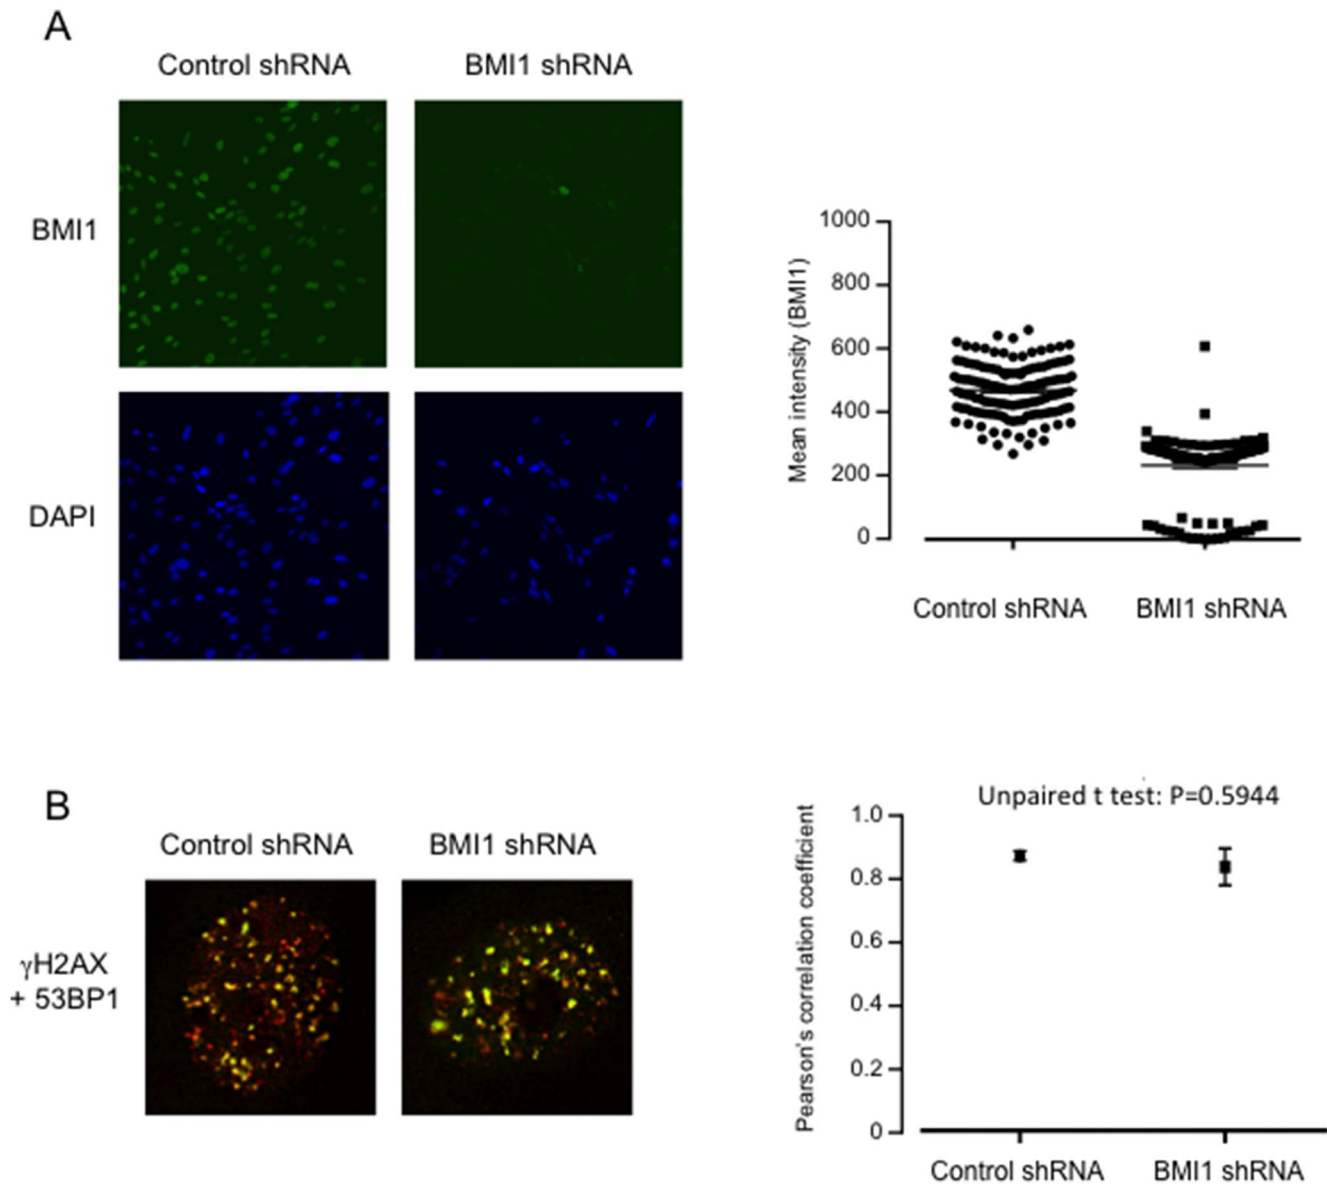 A
Control shRNA
BMI1 shRNA
BMI1
DAPI
Mean intensity (BMI1)
1000
800
600
400
200
0
Control shRNA
BMI1 shRNA
B
Control shRNA
BMI1 shRNA
γH2AX
+ 53BP1
Unpaired t test: P=0.5944
Pearson's correlation coefficient
1.0
0.8
0.6
0.4
0.2
0
Control shRNA
BMI1 shRNA